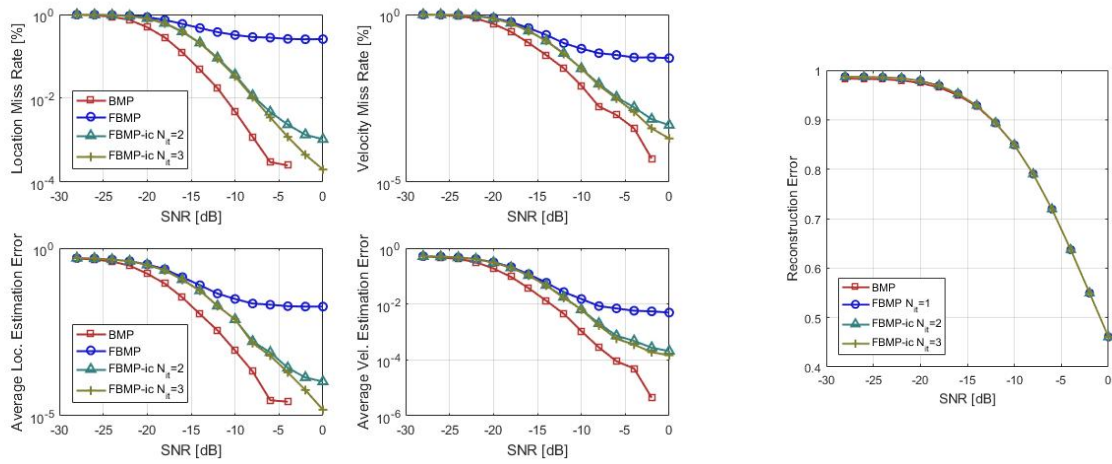 Location Miss Rate [%]
10^0
10^-2
10^-4
BMP
FBMP
FBMP-ic N_it=2
FBMP-ic N_it=3
-30 -25 -20 -15 -10 -5 0
SNR [dB]
Velocity Miss Rate [%]
10^0
10^-5
-30 -25 -20 -15 -10 -5 0
SNR [dB]
Average Loc. Estimation Error
10^0
10^-5
BMP
FBMP
FBMP-ic N_it=2
FBMP-ic N_it=3
-30 -25 -20 -15 -10 -5 0
SNR [dB]
Average Vel. Estimation Error
10^0
10^-2
10^-4
10^-6
-30 -25 -20 -15 -10 -5 0
SNR [dB]
Reconstruction Error
1
0.9
0.8
0.7
0.6
0.5
0.4
BMP
FBMP N_it=1
FBMP-ic N_it=2
FBMP-ic N_it=3
-30 -25 -20 -15 -10 -5 0
SNR [dB]